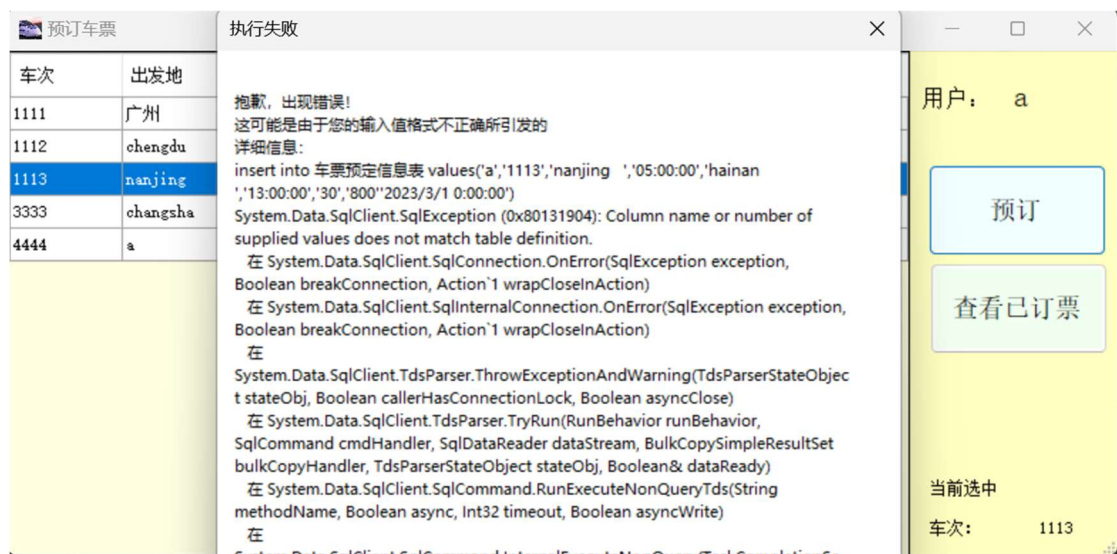 预订车票
执行失败
车次 出发地
1111 广州
1112 chengdu
1113 nanjing
3333 changsha
4444 a
抱歉，出现错误！
这可能是由于您的输入值格式不正确所引发的
详细信息：
insert into 车票预定信息表 values('a','1113','nanjing   ','05:00:00','hainan
','13:00:00','30','800''2023/3/1 0:00:00')
System.Data.SqlClient.SqlException (0x80131904): Column name or number of
supplied values does not match table definition.
在 System.Data.SqlClient.SqlConnection.OnError(SqlException exception,
Boolean breakConnection, Action`1 wrapCloseInAction)
在 System.Data.SqlClient.SqlInternalConnection.OnError(SqlException exception,
Boolean breakConnection, Action`1 wrapCloseInAction)
在
System.Data.SqlClient.TdsParser.ThrowExceptionAndWarning(TdsParserStateObjec
t stateObj, Boolean callerHasConnectionLock, Boolean asyncClose)
在 System.Data.SqlClient.TdsParser.TryRun(RunBehavior runBehavior,
SqlCommand cmdHandler, SqlDataReader dataStream, BulkCopySimpleResultSet
bulkCopyHandler, TdsParserStateObject stateObj, Boolean& dataReady)
在 System.Data.SqlClient.SqlCommand.RunExecuteNonQueryTds(String
methodName, Boolean async, Int32 timeout, Boolean asyncWrite)
在
用户： a
预订
查看已订票
当前选中
车次： 1113